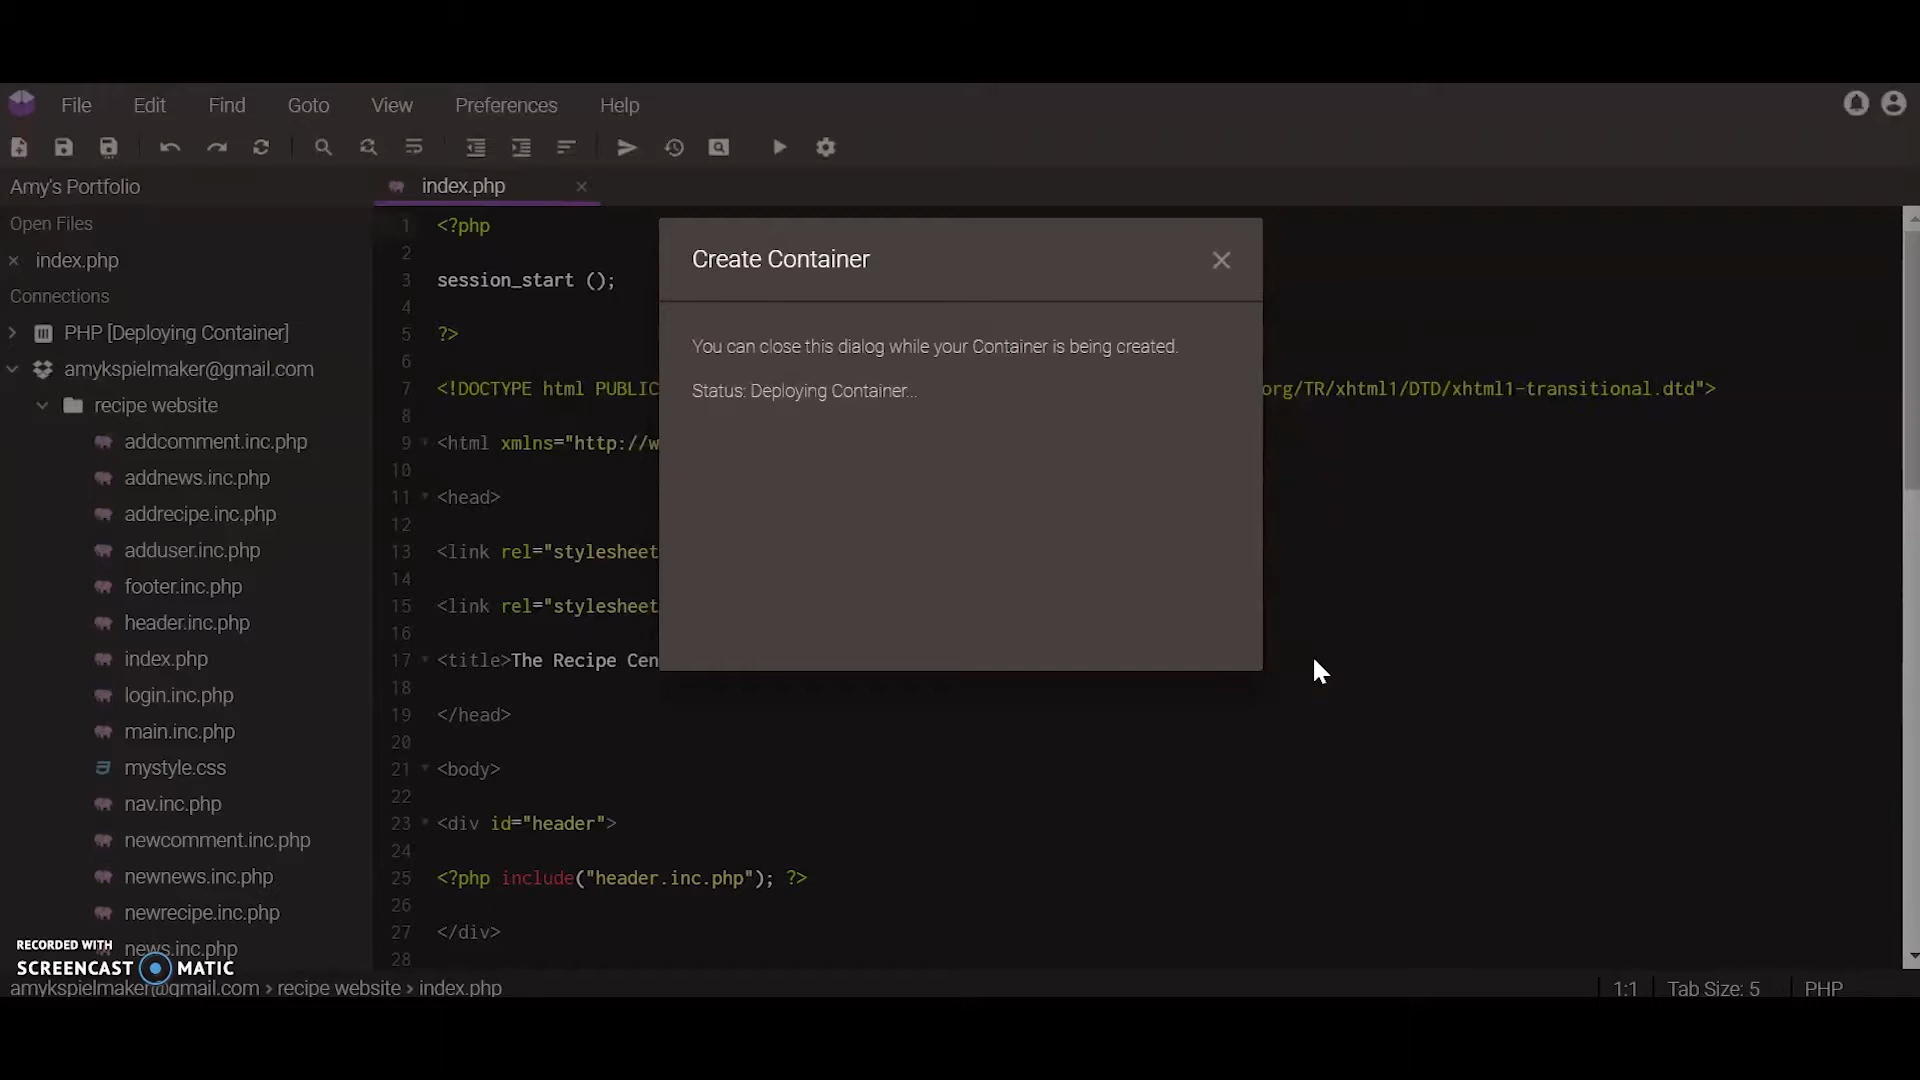 File Edit Find Goto View Preferences Help
Amy's Portfolio
index.php
Open Files
index.php
Connections
PHP [Deploying Container]
amykspielmaker@gmail.com
recipe website
addcomment.inc.php
addnews.inc.php
addrecipe.inc.php
adduser.inc.php
footer.inc.php
header.inc.php
index.php
login.inc.php
main.inc.php
mystyle.css
nav.inc.php
newcomment.inc.php
newnews.inc.php
newrecipe.inc.php
news.inc.php
1 <?php
2
3 session_start ();
4
5 ?>
6
7 <!DOCTYPE html PUBLIC org/TR/xhtml1/DTD/xhtml1-transitional.dtd">
8
9 <html xmlns="http://w
10
11 <head>
12
13 <link rel="stylesheet
14
15 <link rel="stylesheet
16
17 <title>The Recipe Cen
18
19 </head>
20
21 <body>
22
23 <div id="header">
24
25 <?php include("header.inc.php"); ?>
26
27 </div>
28
Create Container
You can close this dialog while your Container is being created.
Status: Deploying Container...
RECORDED WITH
SCREENCAST MATIC
amykspielmaker@gmail.com > recipe website > index.php
1:1 Tab Size: 5 PHP